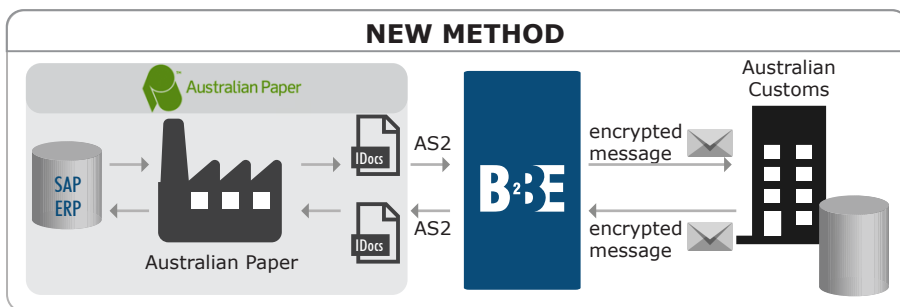 NEW METHOD
™
Australian Paper
Australian
Customs
SAP
ERP
IDocs
AS2
B2BE
encrypted
message
IDocs
AS2
encrypted
message
Australian Paper